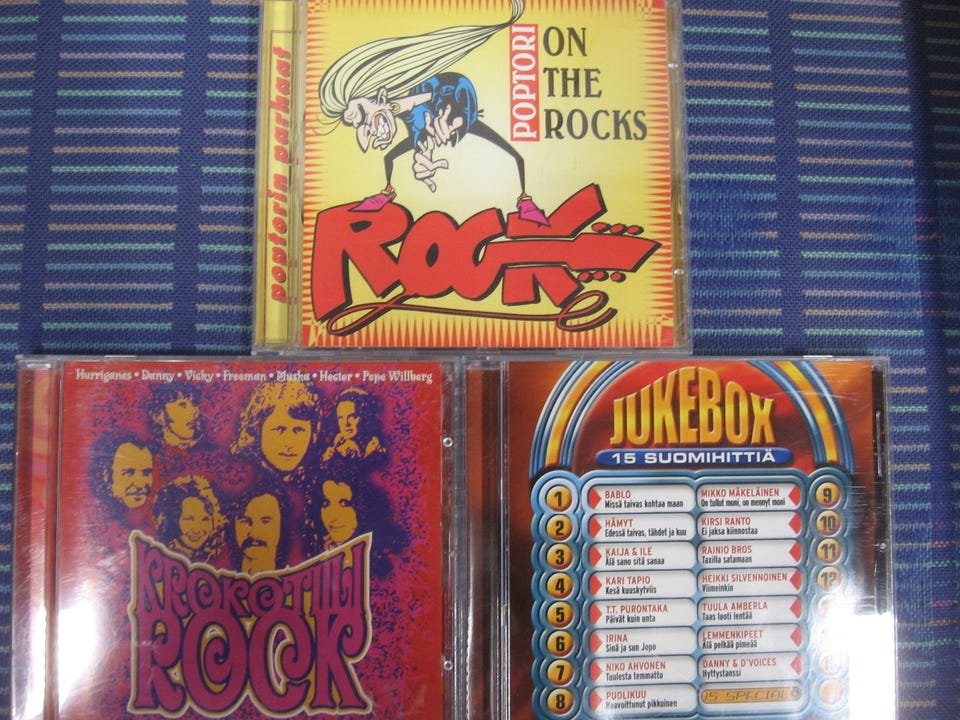 poptorin parhaat
POPTORI
ON
THE
ROCKS
ROCK
Hurriganes • Danny • Vicky • Freeman • Muska • Hector • Pepe Willberg
KROKOTIILI
ROCK
JUKEBOX
15 SUOMIHITTIÄ
1
BABLO
Missä taivas kohtaa maan
2
HÄMYT
Edessä taivas, tähdet ja kuu
3
KAIJA & ILE
Älä sano sitä sanaa
4
KARI TAPIO
Kesä kuuskytviis
5
T.T. PURONTAKA
Päivät kuin unta
6
IRINA
Sinä ja sun Jopo
7
NIKO AHVONEN
Tuulesta temmattu
8
PUOLIKUU
Haavoittunut pikkuinen
MIKKO MÄKELÄINEN
On tullut moni, on mennyt moni
9
KIRSI RANTO
Ei jaksa kiinnostaa
10
RAINIO BROS
Taxilla satamaan
11
HEIKKI SILVENNOINEN
Viimeinkin
12
TUULA AMBERLA
Taas luoti lentää
LEMMENKIPEET
Älä pelkää pimeää
DANNY & D'VOICES
Hyttystanssi
15 SPECIAL